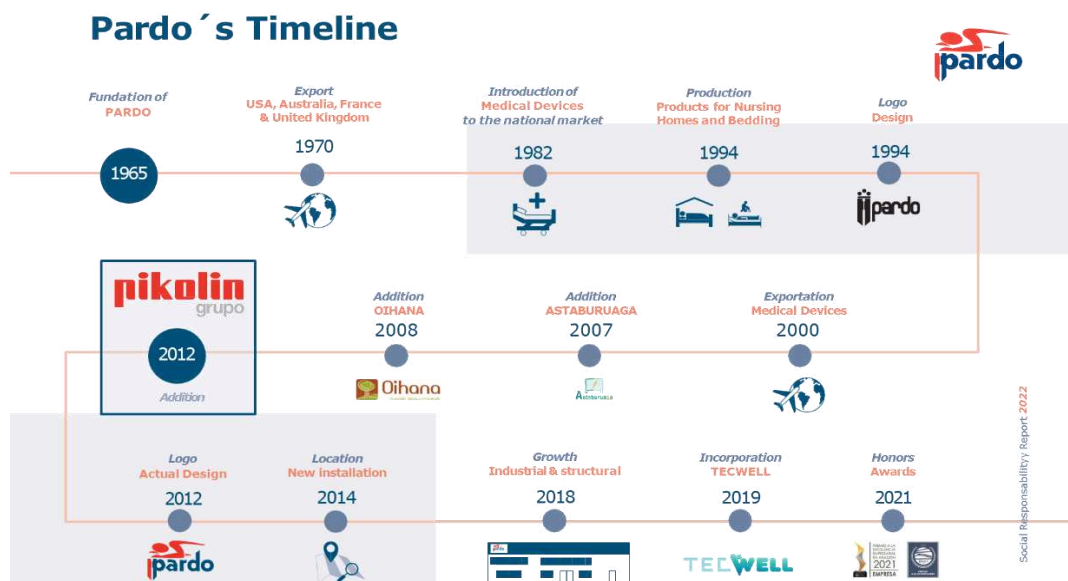 Pardo´s Timeline
pardo
Fundation of
PARDO
1965
Export
USA, Australia, France
& United Kingdom
1970
Introduction of
Medical Devices
to the national market
1982
Production
Products for Nursing
Homes and Bedding
1994
Logo
Design
1994
pardo
pikolin
grupo
2012
Addition
Addition
OIHANA
2008
Oihana
Addition
ASTABURUAGA
2007
Astaburuaga
Exportation
Medical Devices
2000
Logo
Actual Design
2012
pardo
Location
New installation
2014
Growth
Industrial & structural
2018
Incorporation
TECWELL
2019
TECWELL
Honors
Awards
2021
2021
EMPRESA
Social Responsabilityy Report 2022